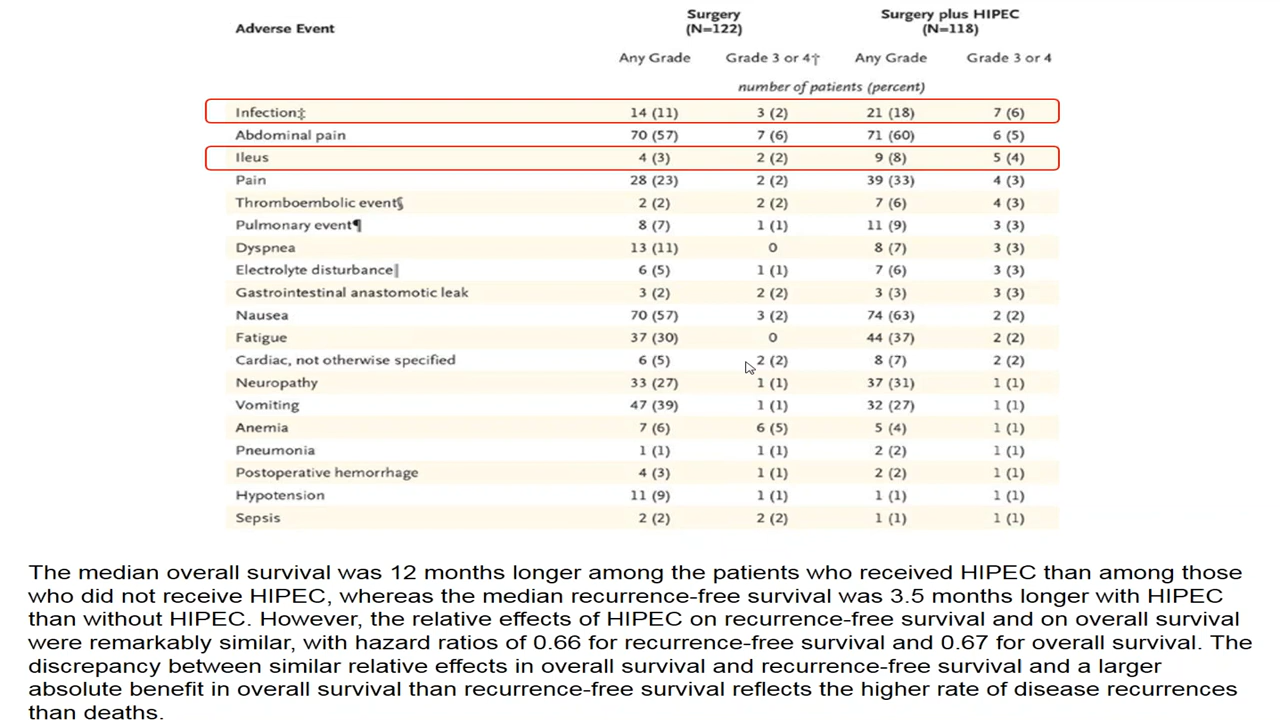 Surgery Surgery plus HIPEC
Adverse Event (N=122) (N=118)
Any Grade Grade 3 or 4† Any Grade Grade 3 or 4
number of patients (percent)
Infection‡ 14 (11) 3 (2) 21 (18) 7 (6)
Abdominal pain 70 (57) 7 (6) 71 (60) 6 (5)
Ileus 4 (3) 2 (2) 9 (8) 5 (4)
Pain 28 (23) 2 (2) 39 (33) 4 (3)
Thromboembolic event§ 2 (2) 2 (2) 7 (6) 4 (3)
Pulmonary event¶ 8 (7) 1 (1) 11 (9) 3 (3)
Dyspnea 13 (11) 0 8 (7) 3 (3)
Electrolyte disturbance‖ 6 (5) 1 (1) 7 (6) 3 (3)
Gastrointestinal anastomotic leak 3 (2) 2 (2) 3 (3) 3 (3)
Nausea 70 (57) 3 (2) 74 (63) 2 (2)
Fatigue 37 (30) 0 44 (37) 2 (2)
Cardiac, not otherwise specified 6 (5) 2 (2) 8 (7) 2 (2)
Neuropathy 33 (27) 1 (1) 37 (31) 1 (1)
Vomiting 47 (39) 1 (1) 32 (27) 1 (1)
Anemia 7 (6) 6 (5) 5 (4) 1 (1)
Pneumonia 1 (1) 1 (1) 2 (2) 1 (1)
Postoperative hemorrhage 4 (3) 1 (1) 2 (2) 1 (1)
Hypotension 11 (9) 1 (1) 1 (1) 1 (1)
Sepsis 2 (2) 2 (2) 1 (1) 1 (1)
The median overall survival was 12 months longer among the patients who received HIPEC than among those
who did not receive HIPEC, whereas the median recurrence-free survival was 3.5 months longer with HIPEC
than without HIPEC. However, the relative effects of HIPEC on recurrence-free survival and on overall survival
were remarkably similar, with hazard ratios of 0.66 for recurrence-free survival and 0.67 for overall survival. The
discrepancy between similar relative effects in overall survival and recurrence-free survival and a larger
absolute benefit in overall survival than recurrence-free survival reflects the higher rate of disease recurrences
than deaths.